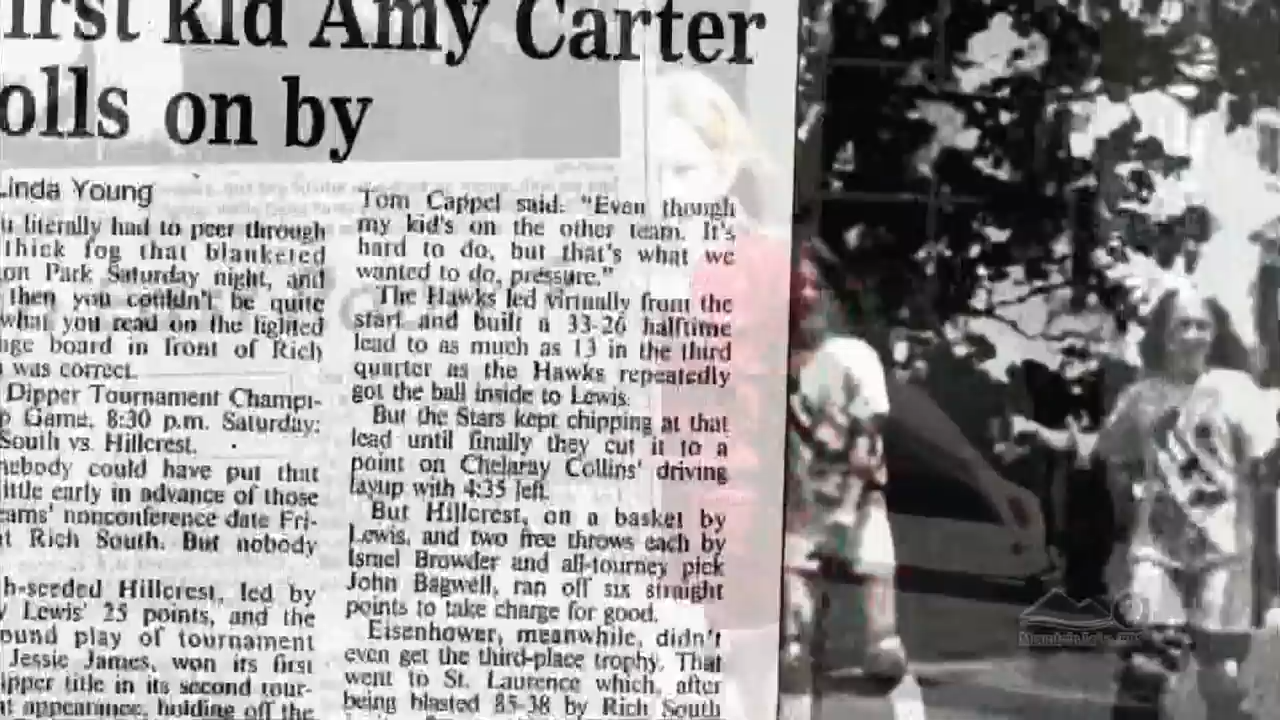 irst kid Amy Carter
olls on by
Linda Young
u literally had to peer through
thick fog that blanketed
on Park Saturday night, and
then you couldn't be quite
what you read on the lighted
age board in front of Rich
was correct.
Dipper Tournament Champi-
p Game, 8:30 p.m. Saturday:
South vs. Hillcrest.
nebody could have put that
little early in advance of those
eams' nonconference date Fri-
at Rich South. But nobody
h-seeded Hillcrest, led by
y Lewis' 25 points, and the
ound play of tournament
Jessie James, won its first
ipper title in its second tour-
nt appearance, holding off the
Tom Cappel said: "Even though
my kid's on the other team. It's
hard to do, but that's what we
wanted to do, pressure."
The Hawks led virtually from the
start and built a 33-26 halftime
lead to as much as 13 in the third
quarter as the Hawks repeatedly
got the ball inside to Lewis.
But the Stars kept chipping at that
lead until finally they cut it to a
point on Chelaray Collins' driving
layup with 4:35 left.
But Hillcrest, on a basket by
Lewis, and two free throws each by
Israel Browder and all-tourney pick
John Bagwell, ran off six straight
points to take charge for good.
Eisenhower, meanwhile, didn't
even get the third-place trophy. That
went to St. Laurence which, after
being blasted 85-38 by Rich South